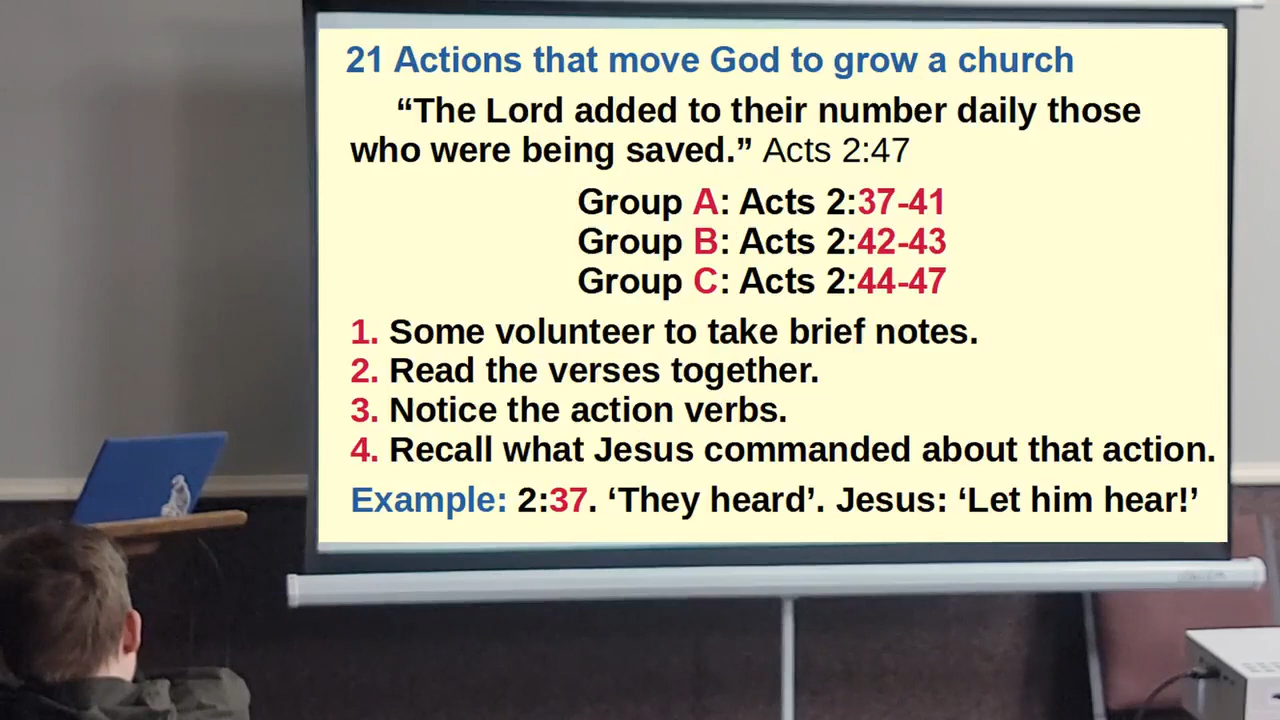 21 Actions that move God to grow a church
“The Lord added to their number daily those
who were being saved.” Acts 2:47
Group A: Acts 2:37-41
Group B: Acts 2:42-43
Group C: Acts 2:44-47
1. Some volunteer to take brief notes.
2. Read the verses together.
3. Notice the action verbs.
4. Recall what Jesus commanded about that action.
Example: 2:37. ‘They heard’. Jesus: ‘Let him hear!’